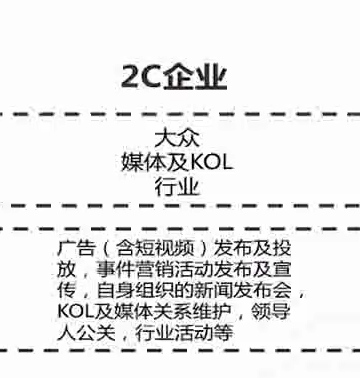 2C企业
大众
媒体及KOL
行业
广告（含短视频）发布及投
放，事件营销活动发布及宣
传，自身组织的新闻发布会，
KOL及媒体关系维护，领导
人公关，行业活动等